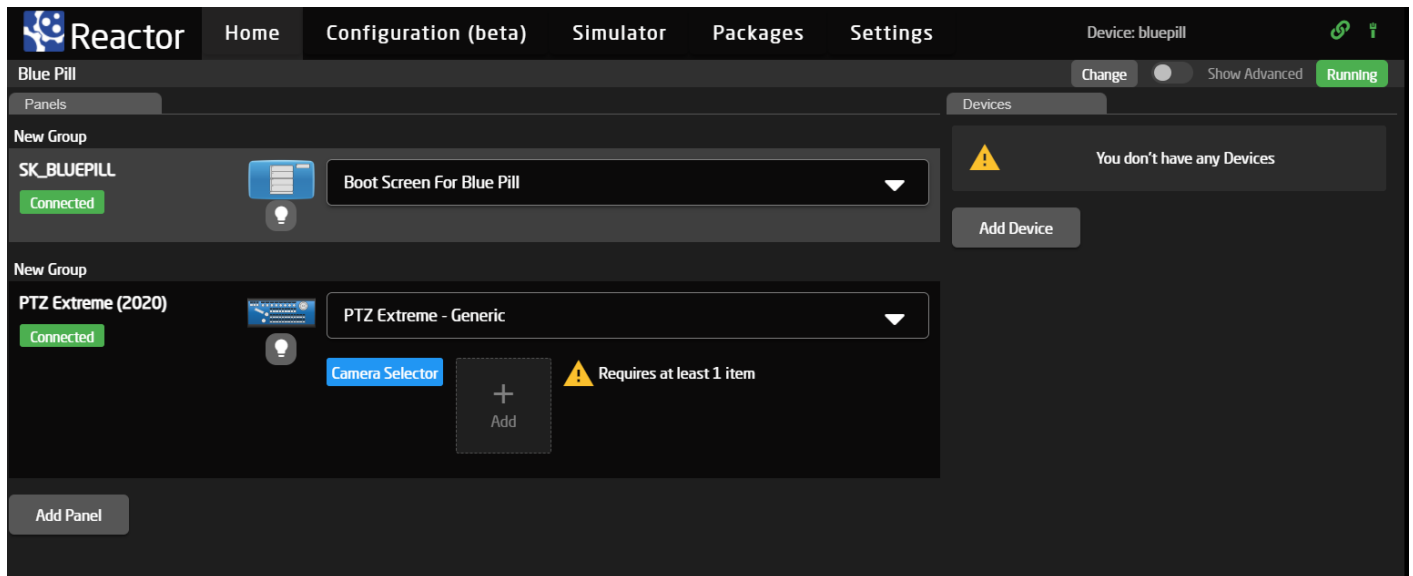 Reactor Home Configuration (beta) Simulator Packages Settings Device: bluepill
Blue Pill Change Show Advanced Running
Panels
Devices
New Group
SK_BLUEPILL
Connected
Boot Screen For Blue Pill
You don't have any Devices
Add Device
New Group
PTZ Extreme (2020)
Connected
PTZ Extreme - Generic
Camera Selector
+
Add
Requires at least 1 item
Add Panel